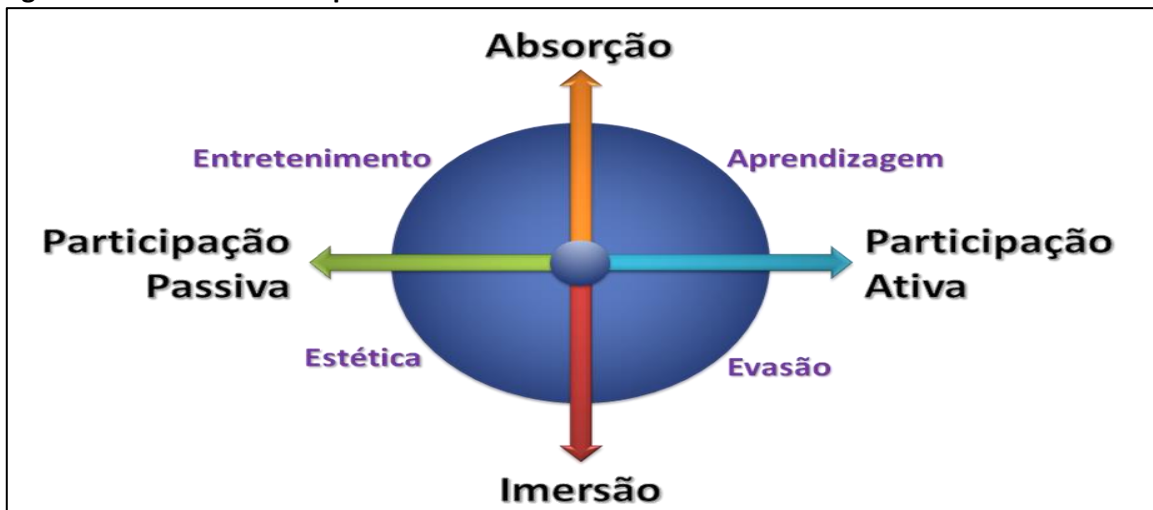 Absorção
Entretenimento
Aprendizagem
Participação
Passiva
Participação
Ativa
Estética
Evasão
Imersão